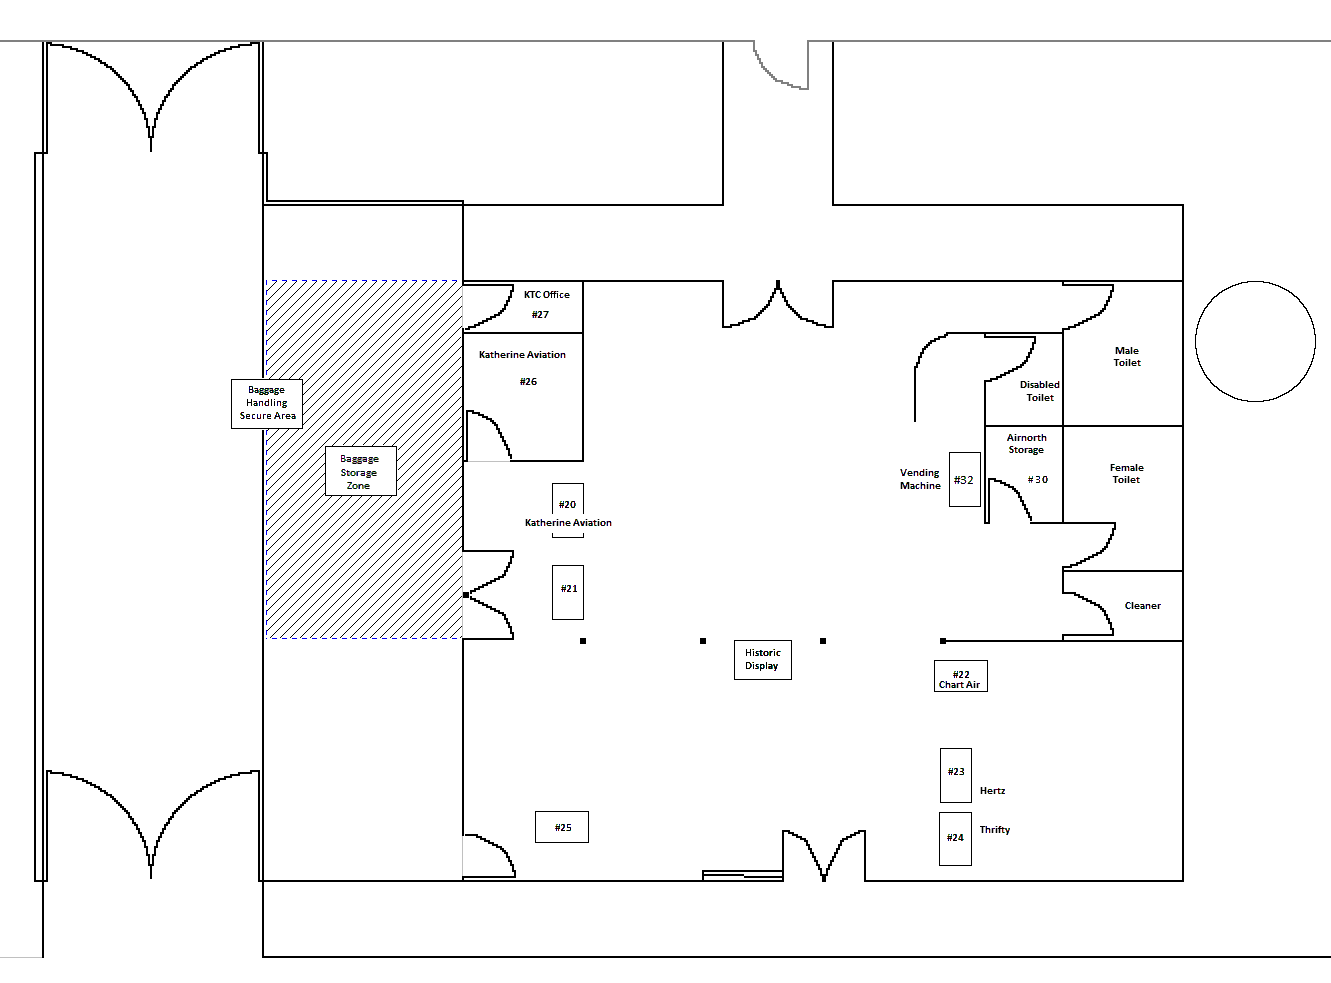 KTC Office
#27
Katherine Aviation
#26
Baggage
Handling
Secure Area
Baggage
Storage
Zone
#20
Katherine Aviation
#21
Male
Toilet
Disabled
Toilet
Airnorth
Storage
#30
Female
Toilet
Vending
Machine
#32
Cleaner
Historic
Display
#22
Chart Air
#23
Hertz
#24
Thrifty
#25